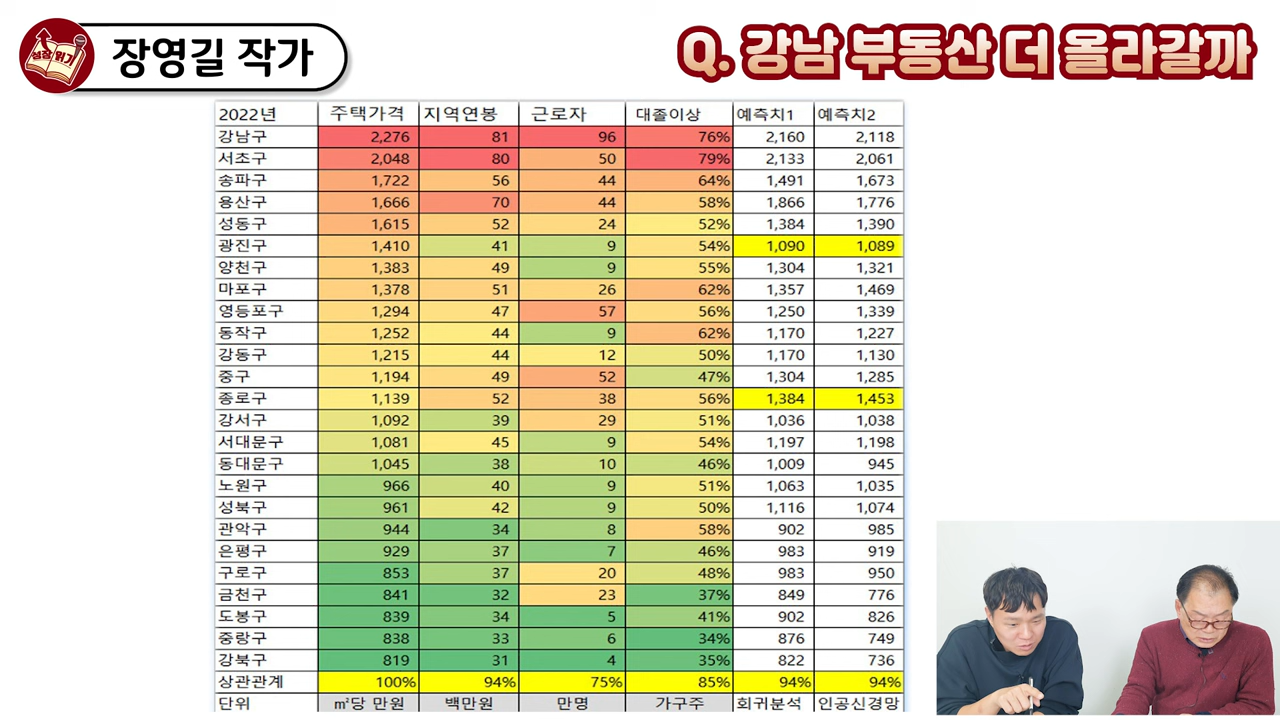 썸점 읽기
장영길 작가
Q. 강남 부동산 더 올라갈까
2022년 주택가격 지역연봉 근로자 대졸이상 예측치1 예측치2
강남구 2,276 81 96 76% 2,160 2,118
서초구 2,048 80 50 79% 2,133 2,061
송파구 1,722 56 44 64% 1,491 1,673
용산구 1,666 70 44 58% 1,866 1,776
성동구 1,615 52 24 52% 1,384 1,390
광진구 1,410 41 9 54% 1,090 1,089
양천구 1,383 49 9 55% 1,304 1,321
마포구 1,378 51 26 62% 1,357 1,469
영등포구 1,294 47 57 56% 1,250 1,339
동작구 1,252 44 9 62% 1,170 1,227
강동구 1,215 44 12 50% 1,170 1,130
중구 1,194 49 52 47% 1,304 1,285
종로구 1,139 52 38 56% 1,384 1,453
강서구 1,092 39 29 51% 1,036 1,038
서대문구 1,081 45 9 54% 1,197 1,198
동대문구 1,045 38 10 46% 1,009 945
노원구 966 40 9 51% 1,063 1,035
성북구 961 42 9 50% 1,116 1,074
관악구 944 34 8 58% 902 985
은평구 929 37 7 46% 983 919
구로구 853 37 20 48% 983 950
금천구 841 32 23 37% 849 776
도봉구 839 34 5 41% 902 826
중랑구 838 33 6 34% 876 749
강북구 819 31 4 35% 822 736
상관관계 100% 94% 75% 85% 94% 94%
단위 ㎡당 만원 백만원 만명 가구주 회귀분석 인공신경망